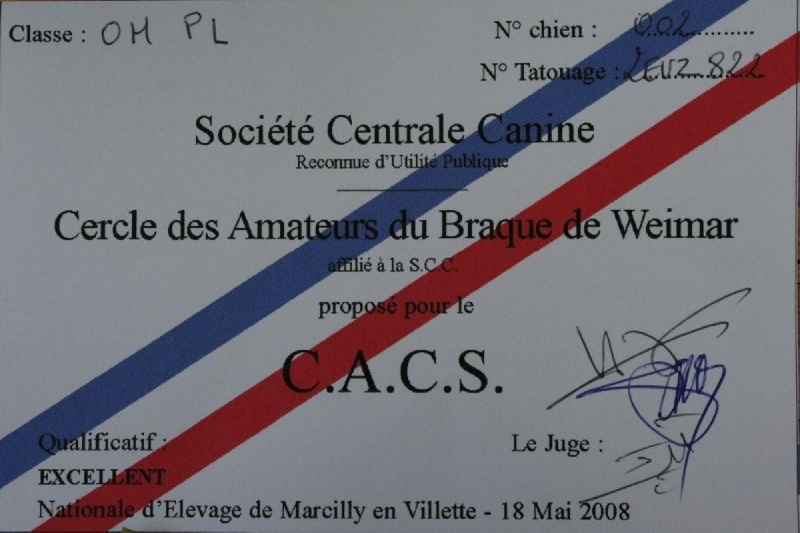 Classe : OM PL
N° chien : 002
N° Tatouage : 2EUZ 822
Société Centrale Canine
Reconnue d'Utilité Publique
Cercle des Amateurs du Braque de Weimar
affilié à la S.C.C.
proposé pour le
C.A.C.S.
Qualificatif :
Le Juge :
EXCELLENT
Nationale d'Elevage de Marcilly en Villette - 18 Mai 2008